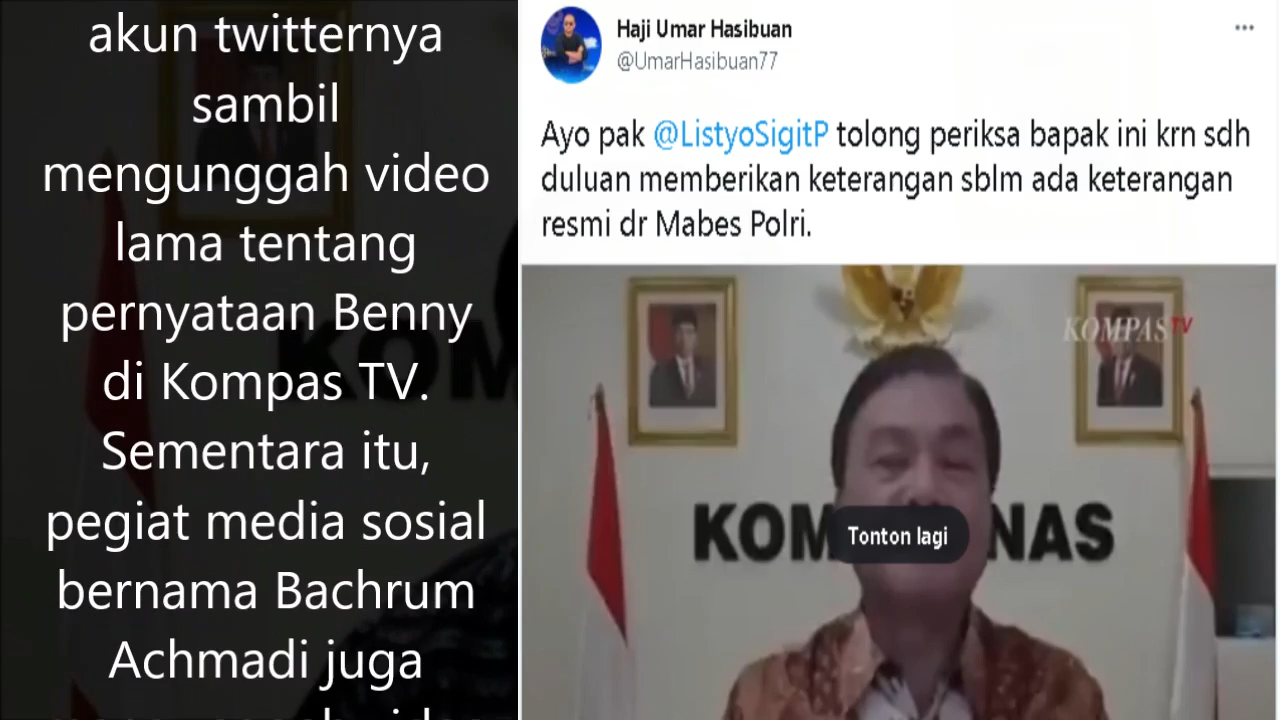 akun twitternya
sambil
mengunggah video
lama tentang
pernyataan Benny
di Kompas TV.
Sementara itu,
pegiat media sosial
bernama Bachrum
Achmadi juga
Haji Umar Hasibuan
@UmarHasibuan77
Ayo pak @ListyoSigitP tolong periksa bapak ini krn sdh
duluan memberikan keterangan sblm ada keterangan
resmi dr Mabes Polri.
KOMPAS TV
KOM NAS
Tonton lagi